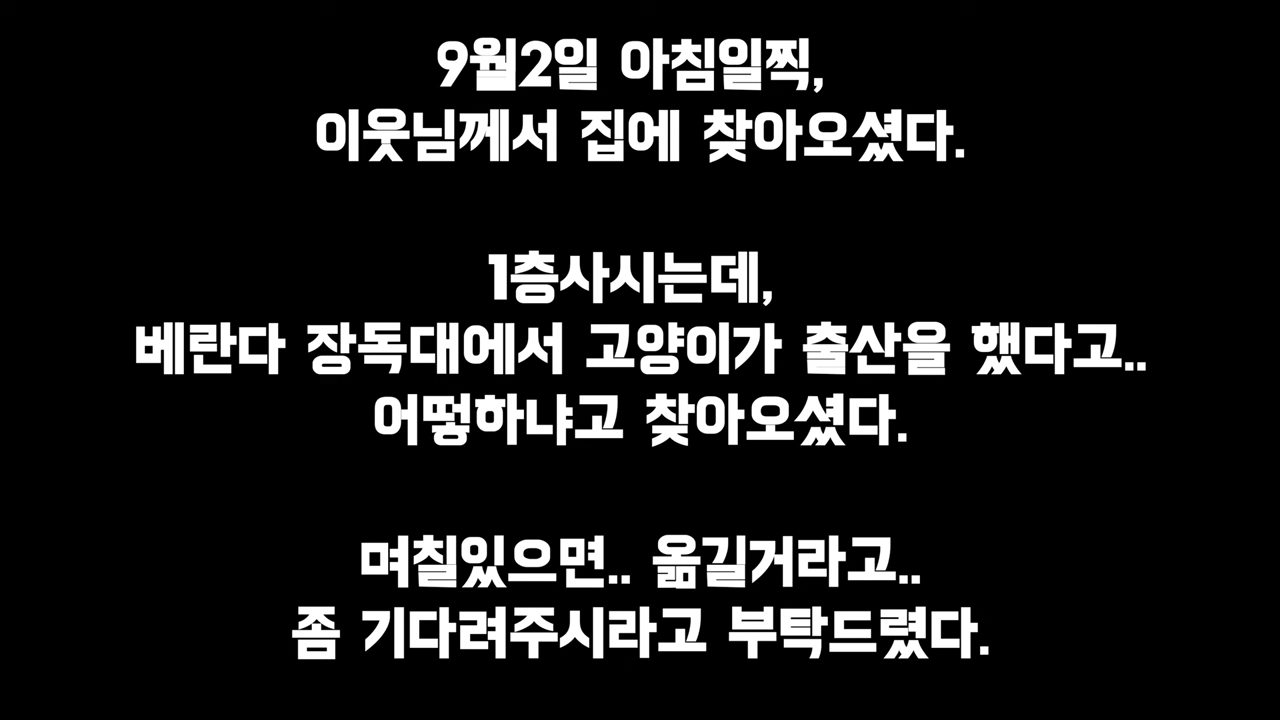 9월2일 아침일찍,
이웃님께서 집에 찾아오셨다.
1층사시는데,
베란다 장독대에서 고양이가 출산을 했다고..
어떻하냐고 찾아오셨다.
며칠있으면.. 옮길거라고..
좀 기다려주시라고 부탁드렸다.